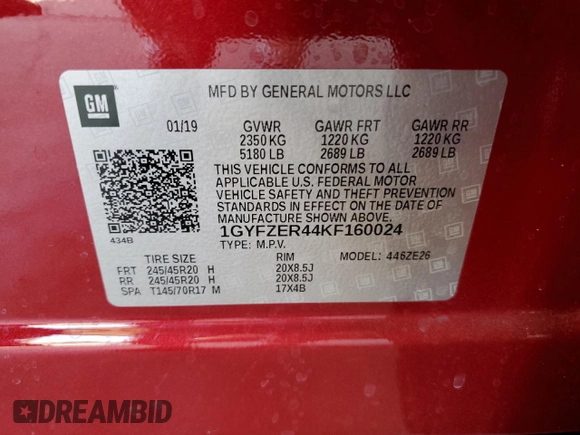 GM
MFD BY GENERAL MOTORS LLC
01/19 GVWR GAWR FRT GAWR RR
2350 KG 1220 KG 1220 KG
5180 LB 2689 LB 2689 LB
THIS VEHICLE CONFORMS TO ALL
APPLICABLE U.S. FEDERAL MOTOR
VEHICLE SAFETY AND THEFT PREVENTION
STANDARDS IN EFFECT ON THE DATE OF
MANUFACTURE SHOWN ABOVE.
434B 1GYFZER44KF160024
TYPE: M.P.V. MODEL: 446ZE26
TIRE SIZE RIM
FRT 245/45R20 H 20X8.5J
RR 245/45R20 H 20X8.5J
SPA T145/70R17 M 17X4B
DREAMBID